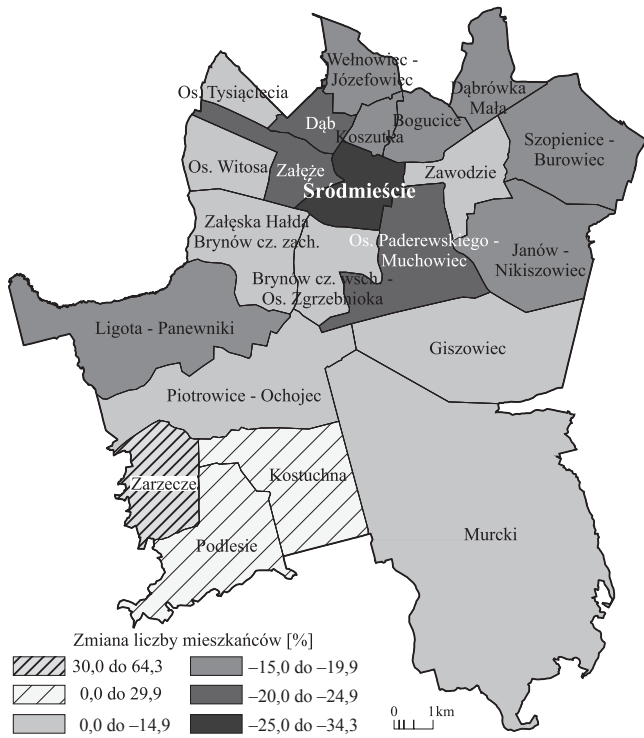 Wełnowiec -
Józefowiec
Os. Tysiąclecia
Dąbrówka
Mała
Dąb
Bogucice
Koszutka
Szopienice -
Burowiec
Os. Witosa
Załęże
Zawodzie
Śródmieście
Załęska Hałda
Brynów cz. zach.
Os. Paderewskiego -
Muchowiec
Janów -
Nikiszowiec
Brynów cz. wsch. -
Os. Zgrzebnioka
Ligota - Panewniki
Giszowiec
Piotrowice - Ochojec
Kostuchna
Zarzecze
Murcki
Podlesie
Zmiana liczby mieszkańców [%]
30,0 do 64,3
–15,0 do –19,9
0,0 do 29,9
–20,0 do –24,9
0,0 do –14,9
–25,0 do –34,3
0 1km